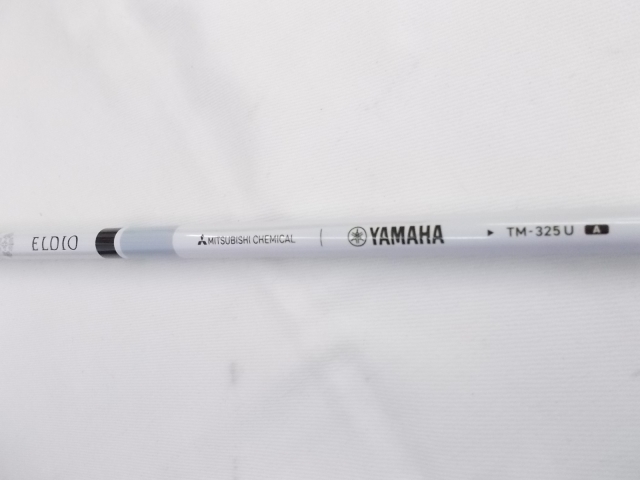 ELDIO MITSUBISHI CHEMICAL | YAMAHA ▶ TM-325U A